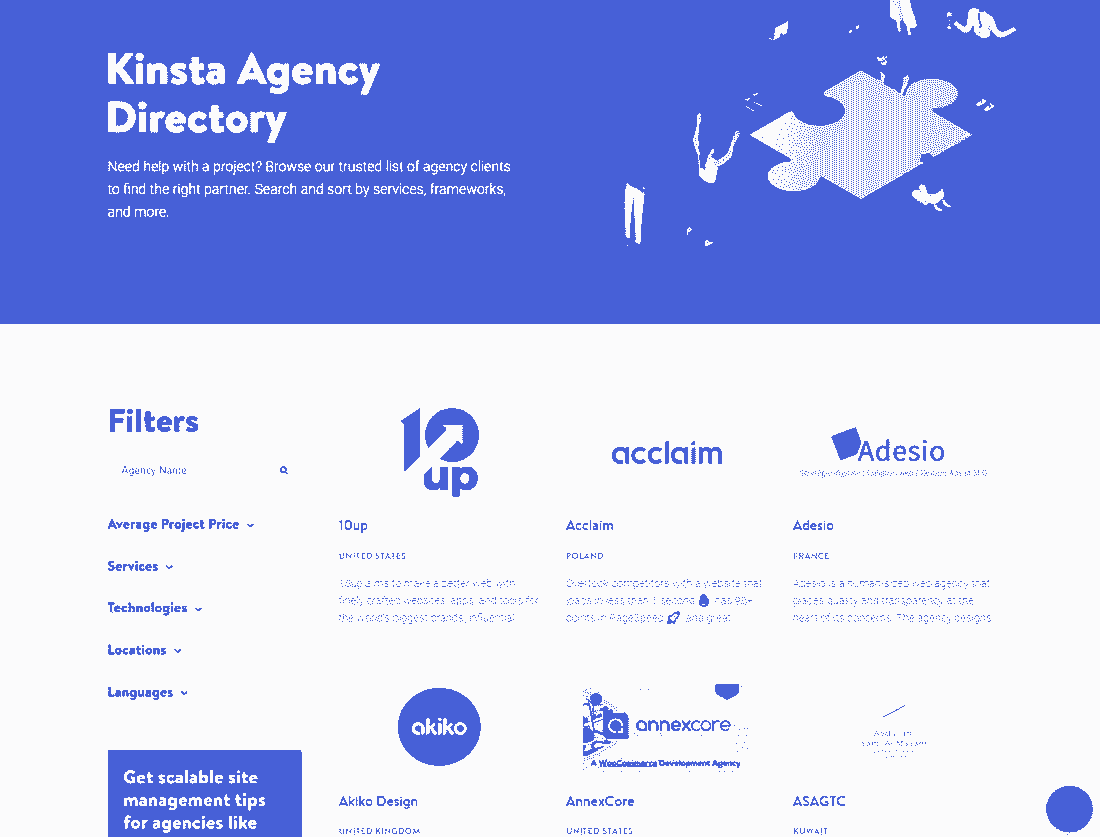 Kinsta Agency
Directory
Need help with a project? Browse our trusted list of agency clients
to find the right partner. Search and sort by services, frameworks,
and more.
Filters
Agency Name
Average Project Price
Services
Technologies
Locations
Languages
Get scalable site
management tips
for agencies like
10up
10up
UNITED STATES
10up aims to make a better web with
finely crafted websites, apps, and tools for
the world's biggest brands, influential
acclaim
Acclaim
POLAND
Overtook competitors with a website that
loads in less than 1 second has 95+
points in PageSpeed and great
Adesio
Adesio
FRANCE
Adesio is a human-sized web agency that
places quality and transparency at the
heart of its concerns. The agency designs
akiko
Akiko Design
UNITED KINGDOM
annexcore
A WooCommerce Development Agency
AnnexCore
UNITED STATES
ASAGTC
KUWAIT